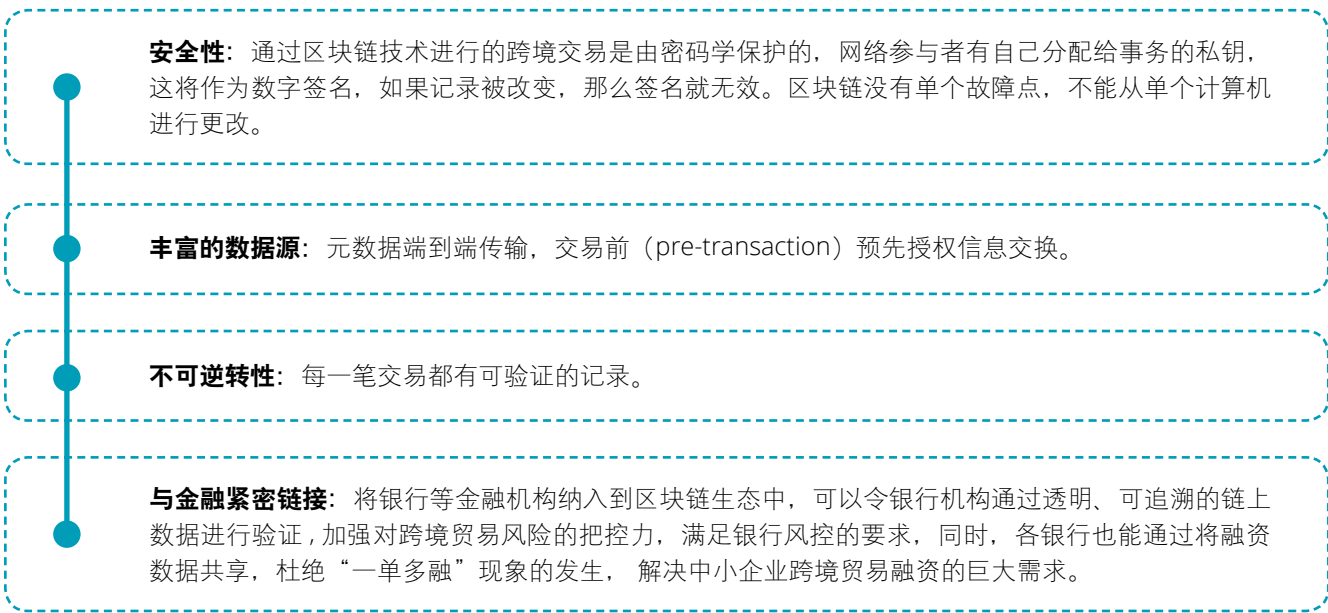 安全性：通过区块链技术进行的跨境交易是由密码学保护的，网络参与者有自己分配给事务的私钥，
这将作为数字签名，如果记录被改变，那么签名就无效。区块链没有单个故障点，不能从单个计算机
进行更改。
丰富的数据源：元数据端到端传输，交易前（pre-transaction）预先授权信息交换。
不可逆转性：每一笔交易都有可验证的记录。
与金融紧密链接：将银行等金融机构纳入到区块链生态中，可以令银行机构通过透明、可追溯的链上
数据进行验证 , 加强对跨境贸易风险的把控力，满足银行风控的要求，同时，各银行也能通过将融资
数据共享，杜绝“一单多融”现象的发生， 解决中小企业跨境贸易融资的巨大需求。